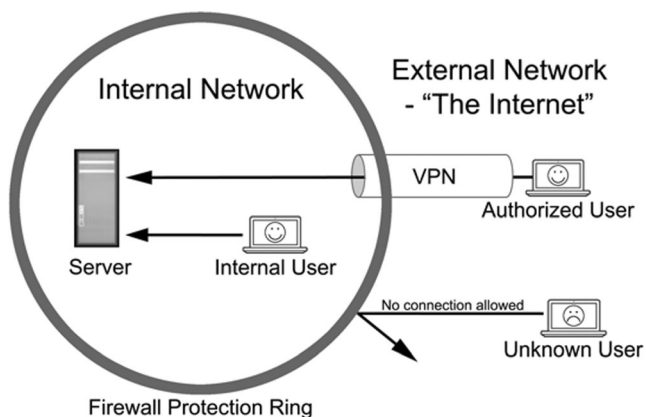 Internal Network
External Network
- “The Internet”
VPN
Authorized User
Server
Internal User
No connection allowed
Unknown User
Firewall Protection Ring